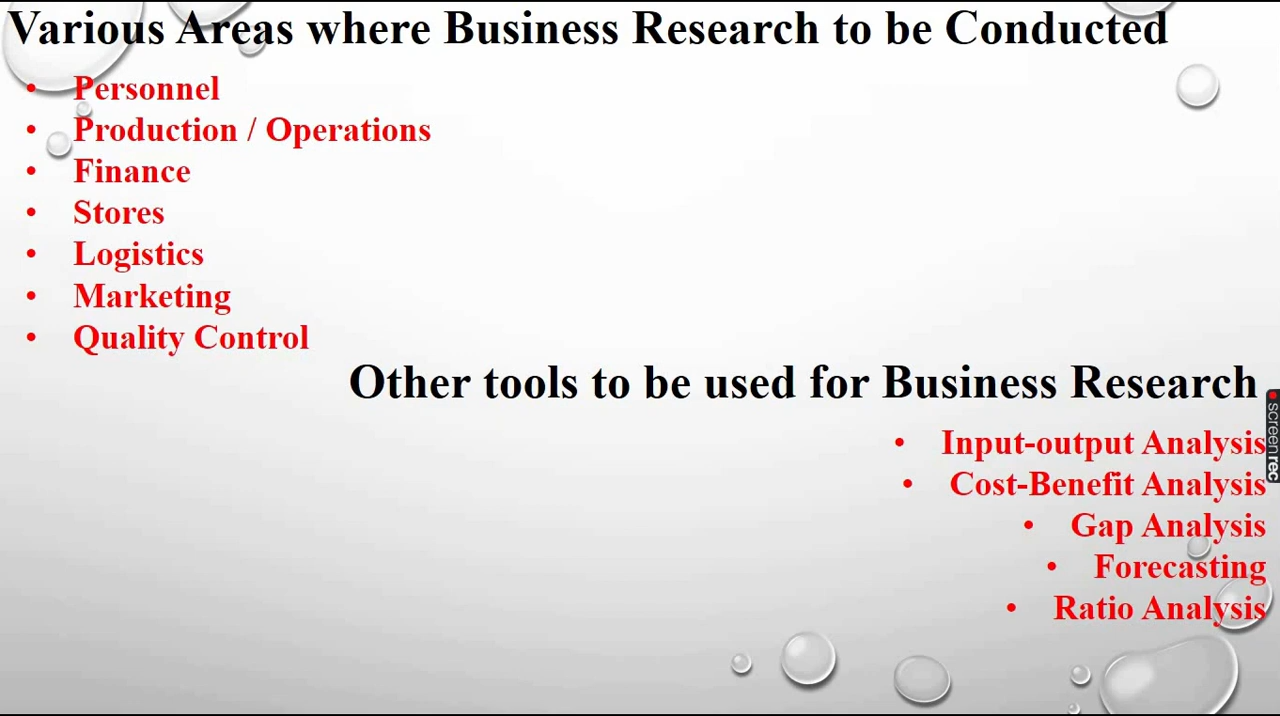 Various Areas where Business Research to be Conducted
• Personnel
• Production / Operations
• Finance
• Stores
• Logistics
• Marketing
• Quality Control
Other tools to be used for Business Research
• Input-output Analysis
• Cost-Benefit Analysis
• Gap Analysis
• Forecasting
• Ratio Analysis
screenrec